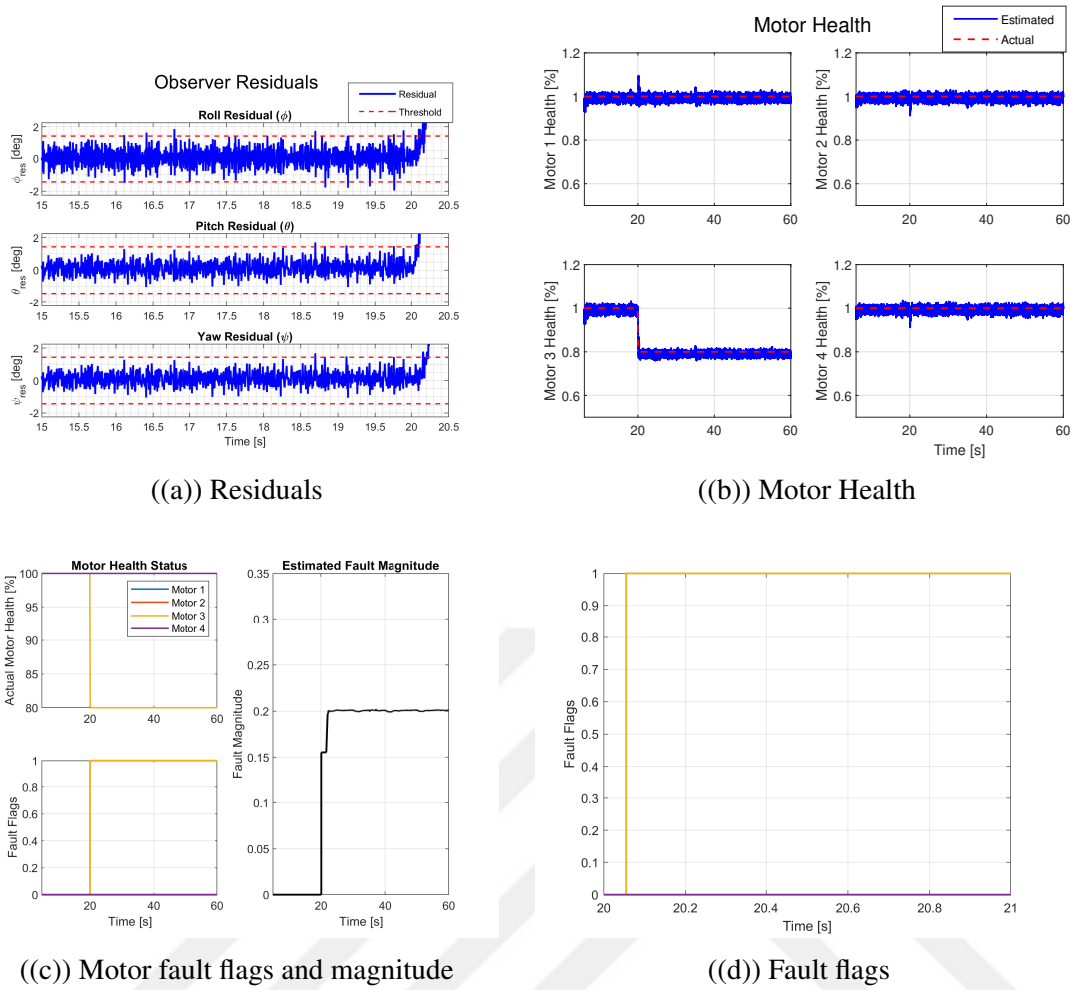 Observer Residuals
Residual
Threshold
Roll Residual (ϕ)
ϕres [deg]
2
0
-2
15 15.5 16 16.5 17 17.5 18 18.5 19 19.5 20 20.5
Pitch Residual (θ)
θres [deg]
2
0
-2
15 15.5 16 16.5 17 17.5 18 18.5 19 19.5 20 20.5
Yaw Residual (ψ)
ψres [deg]
2
0
-2
15 15.5 16 16.5 17 17.5 18 18.5 19 19.5 20 20.5
Time [s]
((a)) Residuals
Motor Health
Estimated
Actual
Motor 1 Health [%]
1.2
1
0.8
0.6
20 40 60
Motor 2 Health [%]
1.2
1
0.8
0.6
20 40 60
Motor 3 Health [%]
1.2
1
0.8
0.6
20 40 60
Motor 4 Health [%]
1.2
1
0.8
0.6
20 40 60
Time [s]
((b)) Motor Health
Motor Health Status
Actual Motor Health [%]
100
95
90
85
80
Motor 1
Motor 2
Motor 3
Motor 4
20 40 60
Fault Flags
1
0.8
0.6
0.4
0.2
0
20 40 60
Time [s]
Estimated Fault Magnitude
Fault Magnitude
0.35
0.3
0.25
0.2
0.15
0.1
0.05
0
20 40 60
Time [s]
((c)) Motor fault flags and magnitude
Fault Flags
1
0.9
0.8
0.7
0.6
0.5
0.4
0.3
0.2
0.1
0
20 20.2 20.4 20.6 20.8 21
Time [s]
((d)) Fault flags